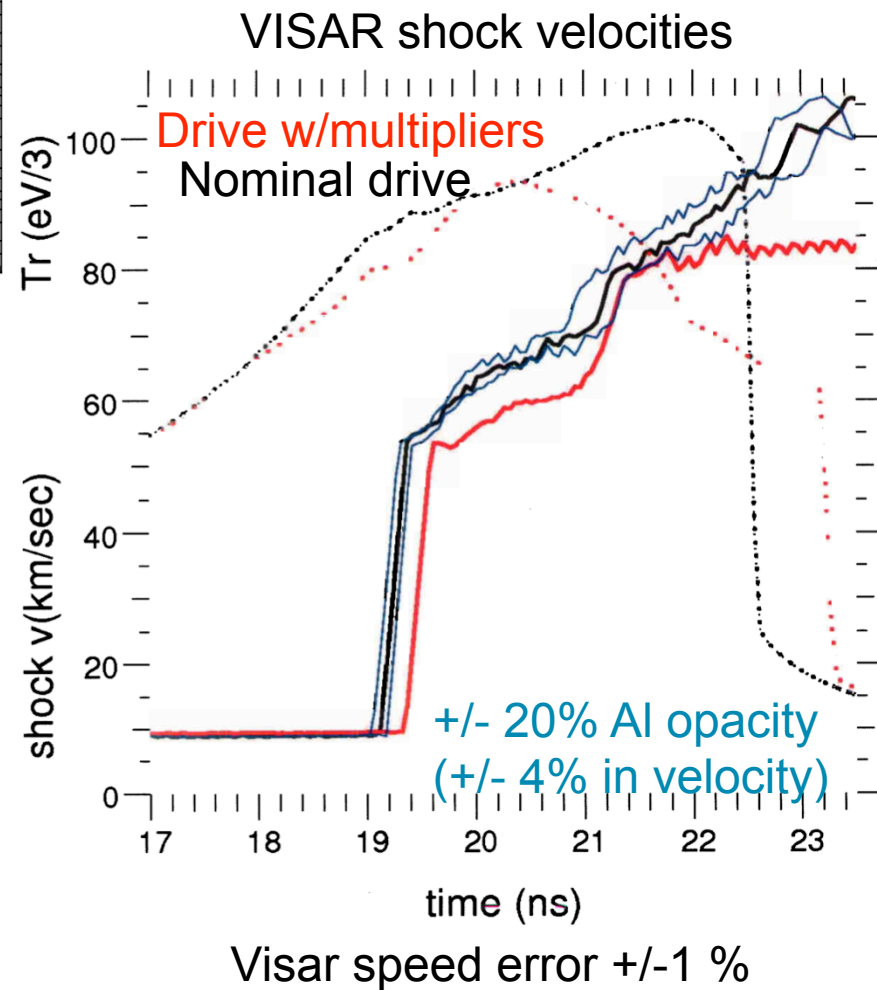 VISAR shock velocities
Drive w/multipliers
Nominal drive
Tr (eV/3)
shock v(km/sec)
100
80
60
40
20
0
+/- 20% Al opacity
(+/- 4% in velocity)
17 18 19 20 21 22 23
time (ns)
Visar speed error +/-1 %